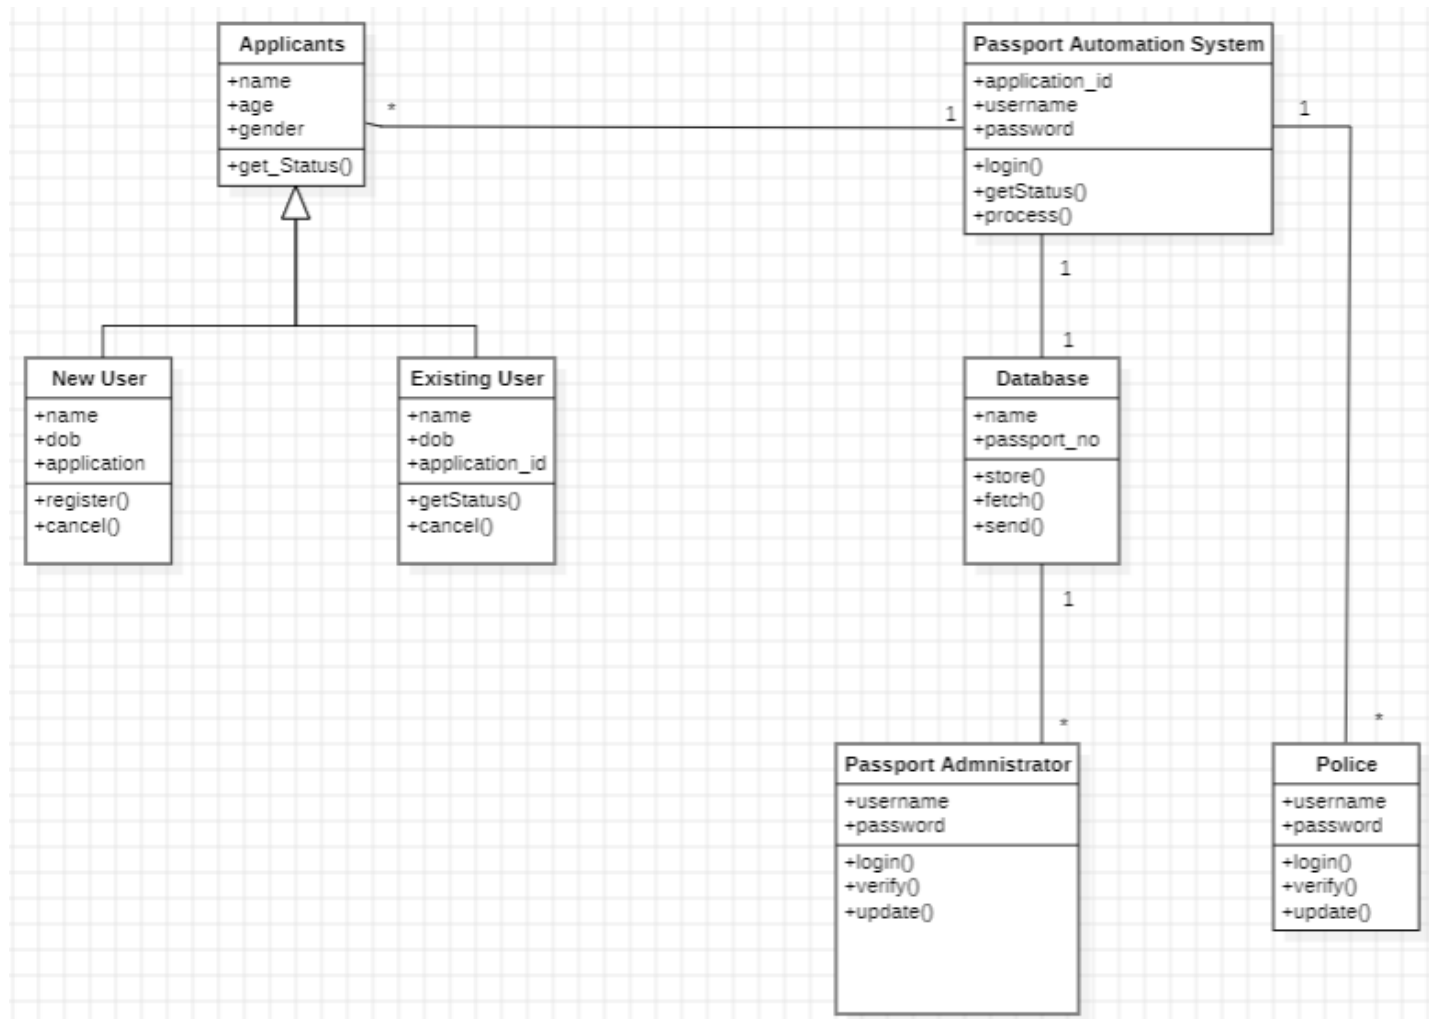 Applicants
+name
+age
+gender
+get_Status()
*
1
Passport Automation System
+application_id
+username
+password
+login()
+getStatus()
+process()
1
1
1
New User
+name
+dob
+application
+register()
+cancel()
Existing User
+name
+dob
+application_id
+getStatus()
+cancel()
Database
+name
+passport_no
+store()
+fetch()
+send()
1
*
*
Passport Admnistrator
+username
+password
+login()
+verify()
+update()
Police
+username
+password
+login()
+verify()
+update()